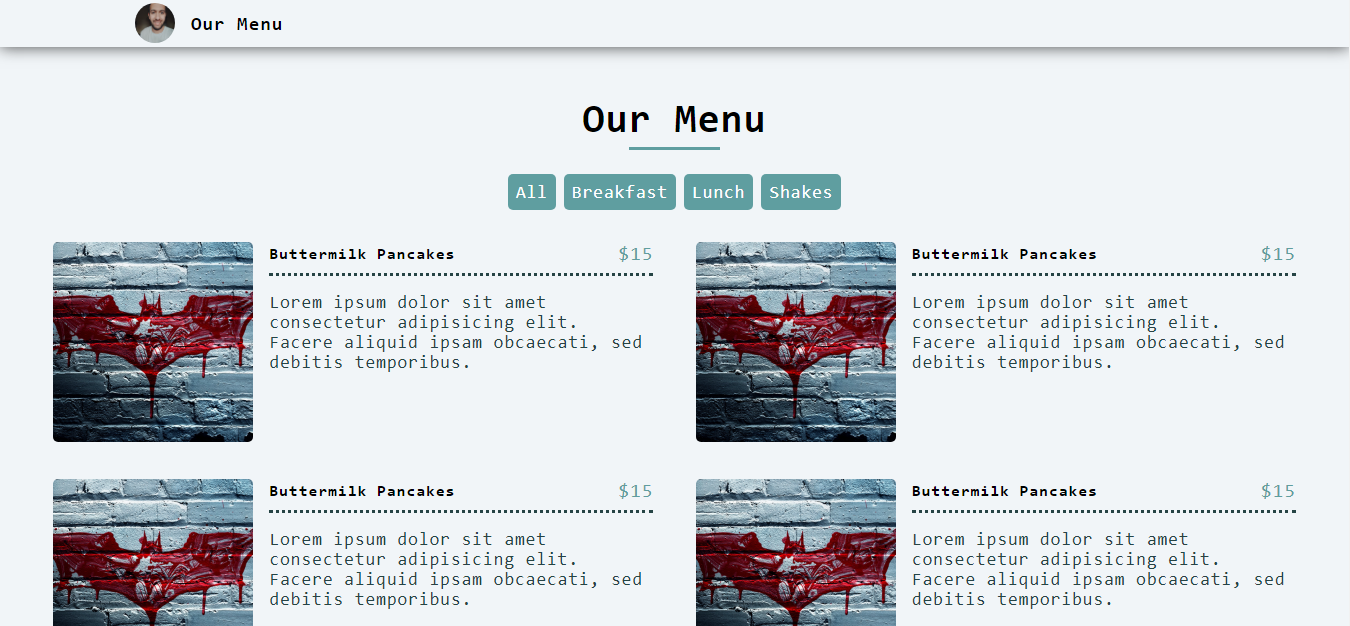 Our Menu
Our Menu
All Breakfast Lunch Shakes
Buttermilk Pancakes $15
Lorem ipsum dolor sit amet
consectetur adipisicing elit.
Facere aliquid ipsam obcaecati, sed
debitis temporibus.
Buttermilk Pancakes $15
Lorem ipsum dolor sit amet
consectetur adipisicing elit.
Facere aliquid ipsam obcaecati, sed
debitis temporibus.
Buttermilk Pancakes $15
Lorem ipsum dolor sit amet
consectetur adipisicing elit.
Facere aliquid ipsam obcaecati, sed
debitis temporibus.
Buttermilk Pancakes $15
Lorem ipsum dolor sit amet
consectetur adipisicing elit.
Facere aliquid ipsam obcaecati, sed
debitis temporibus.